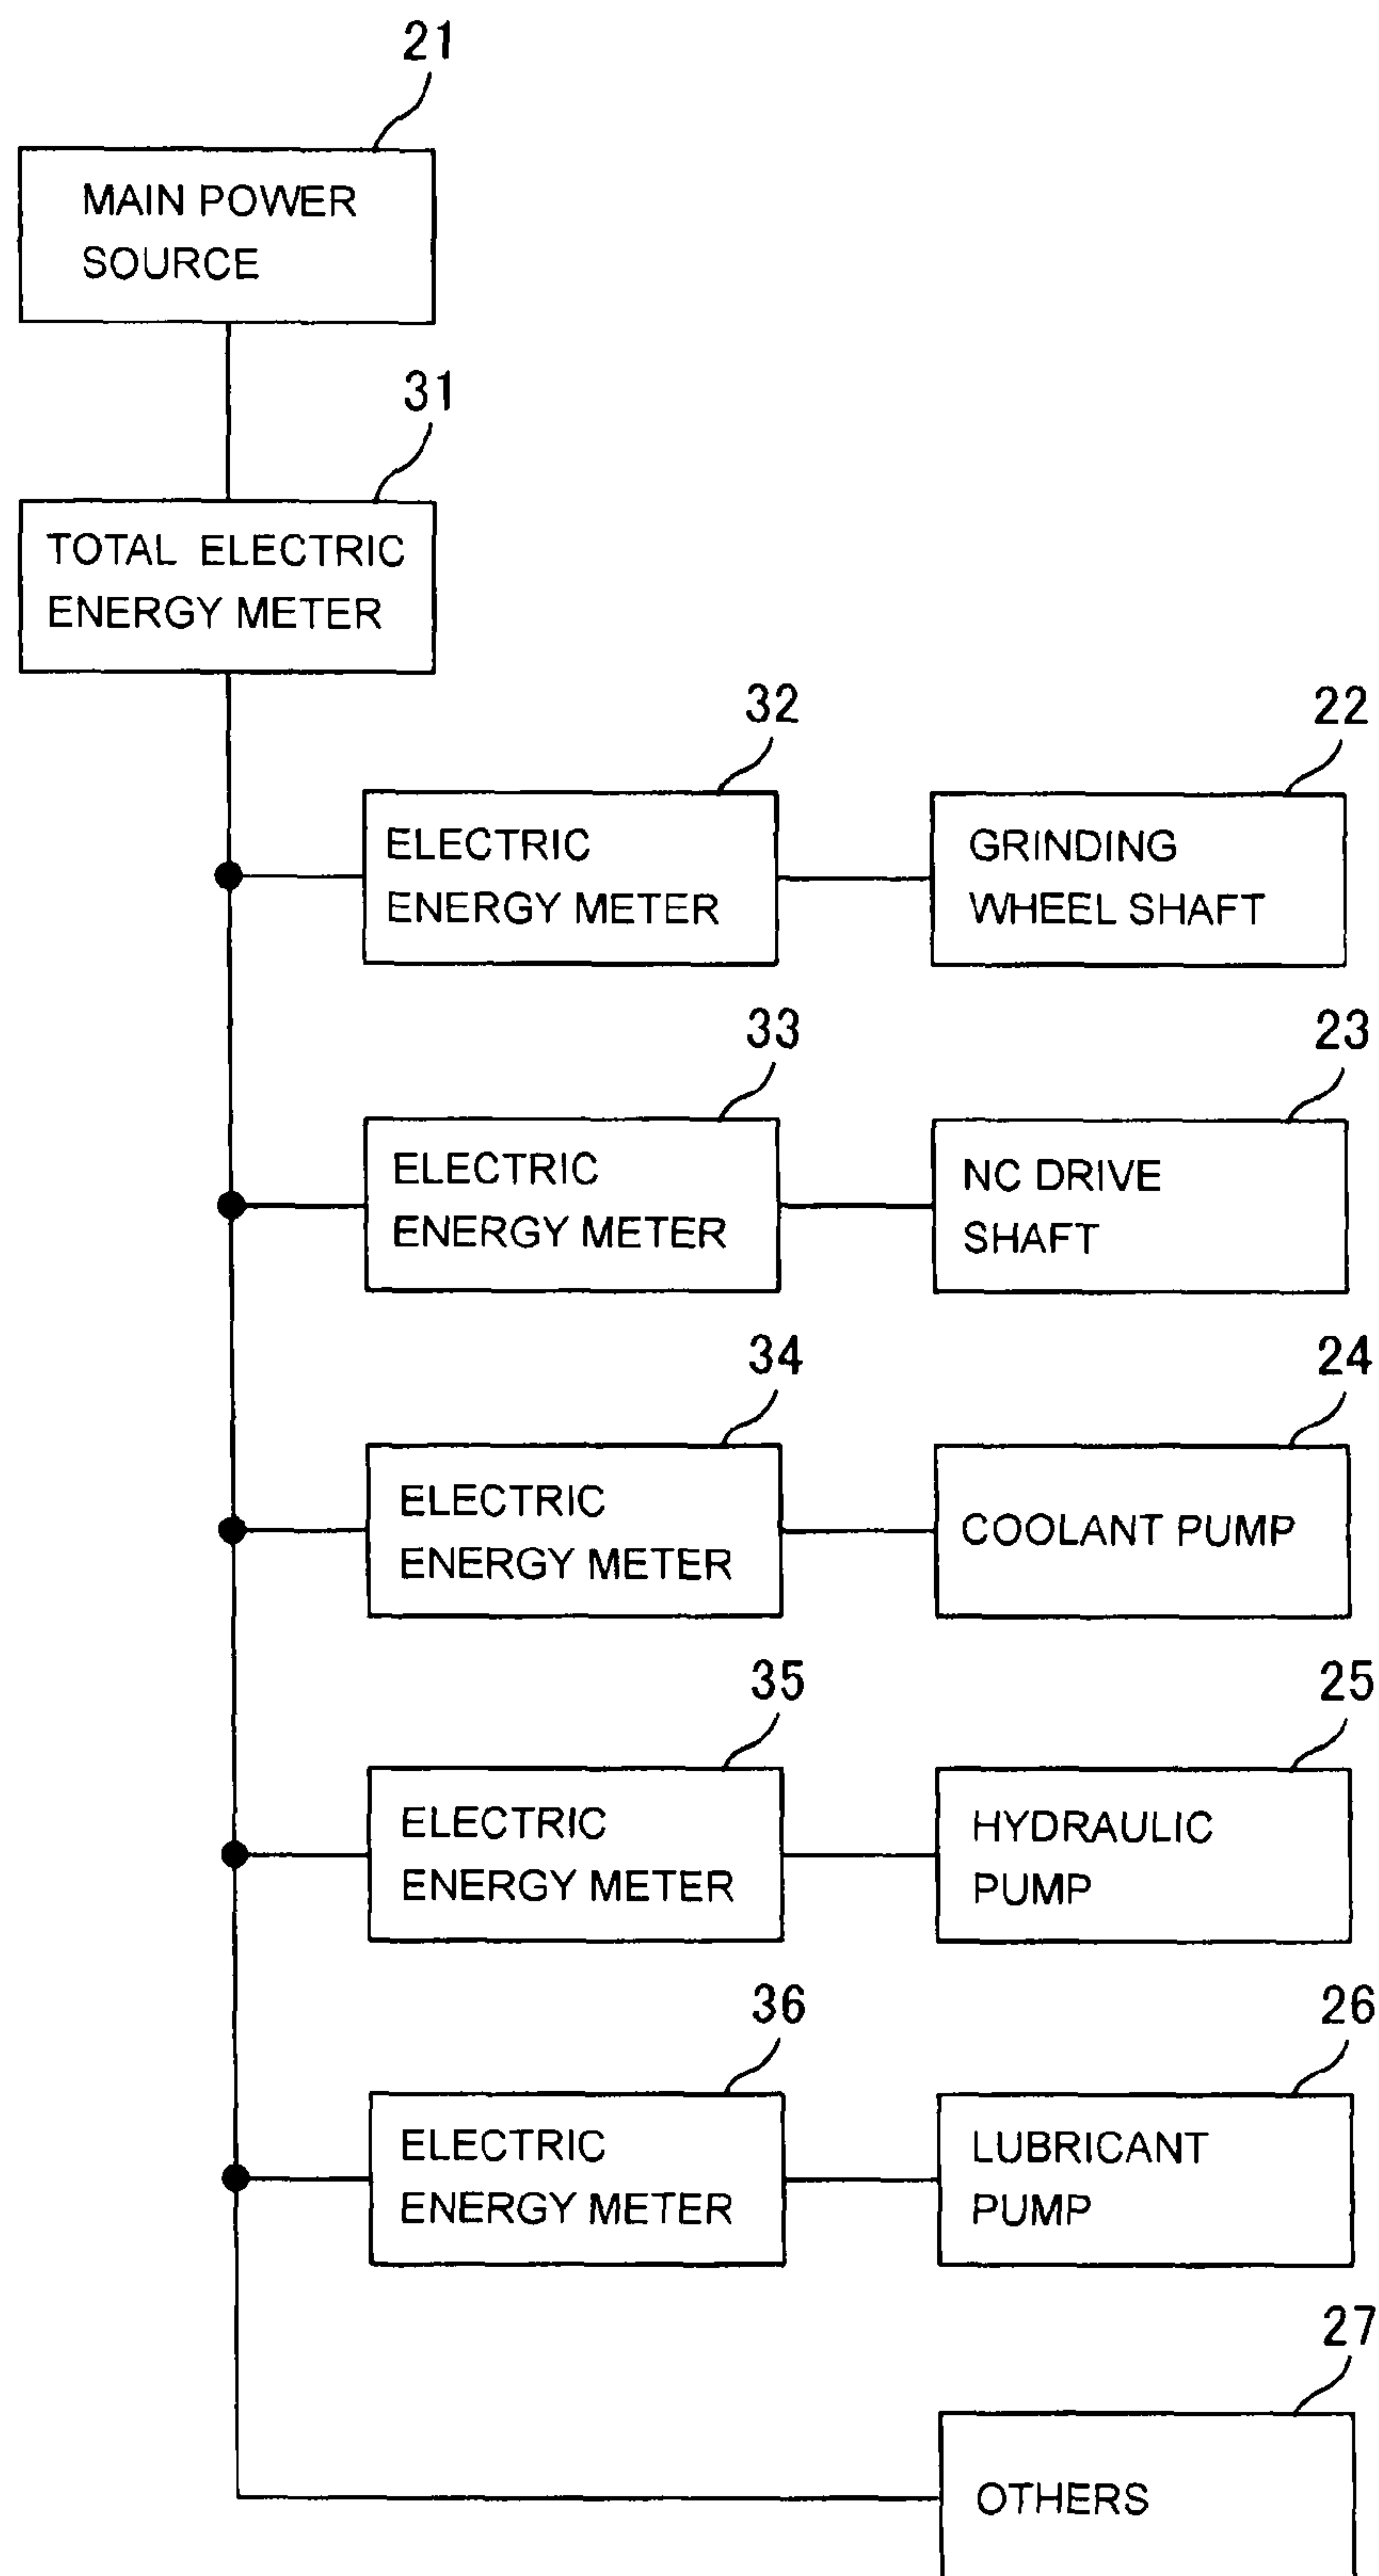 21
MAIN POWER
SOURCE
31
TOTAL ELECTRIC
ENERGY METER
32
22
ELECTRIC
ENERGY METER
GRINDING
WHEEL SHAFT
33
23
ELECTRIC
ENERGY METER
NC DRIVE
SHAFT
34
24
ELECTRIC
ENERGY METER
COOLANT PUMP
35
25
ELECTRIC
ENERGY METER
HYDRAULIC
PUMP
36
26
ELECTRIC
ENERGY METER
LUBRICANT
PUMP
27
OTHERS